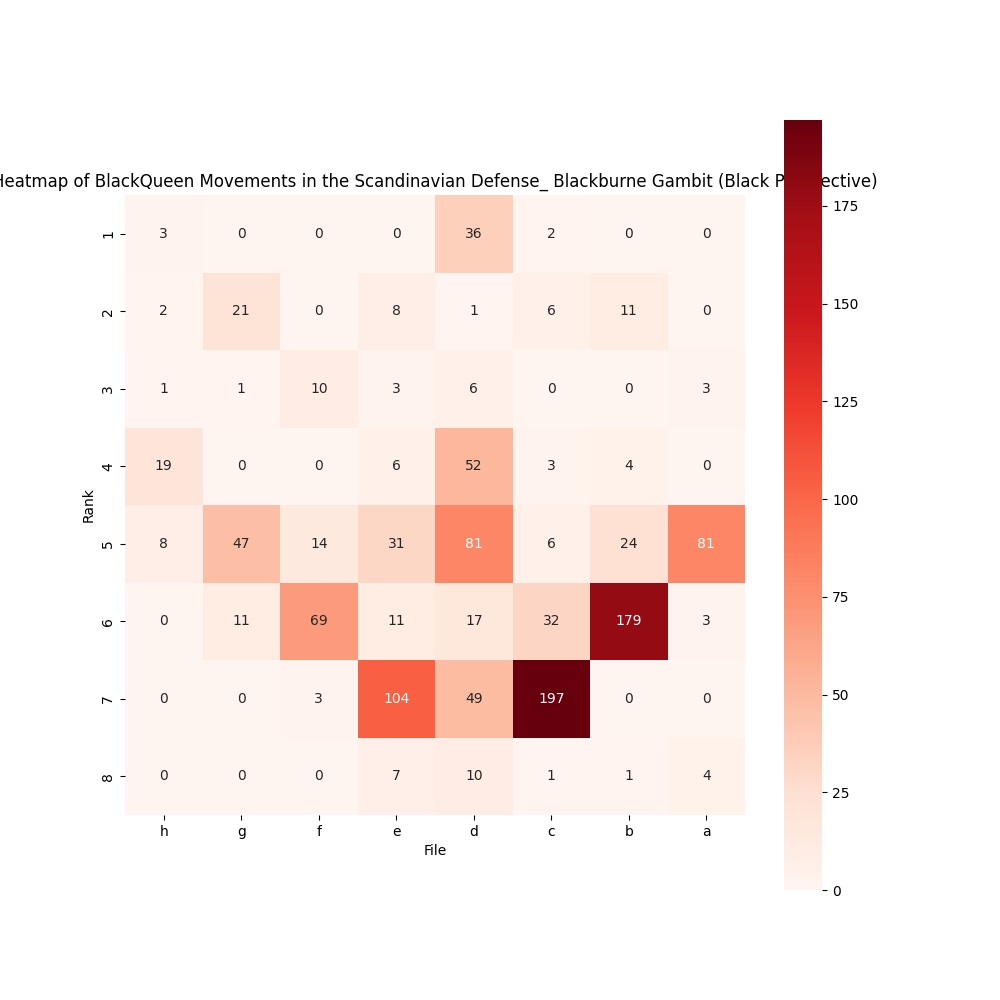 Heatmap of BlackQueen Movements in the Scandinavian Defense_ Blackburne Gambit (Black P ective)
1 3 0 0 0 36 2 0 0
2 2 21 0 8 1 6 11 0
3 1 1 10 3 6 0 0 3
4 19 0 0 6 52 3 4 0
Rank
5 8 47 14 31 81 6 24 81
6 0 11 69 11 17 32 179 3
7 0 0 3 104 49 197 0 0
8 0 0 0 7 10 1 1 4
h g f e d c b a
File
175
150
125
100
75
50
25
0